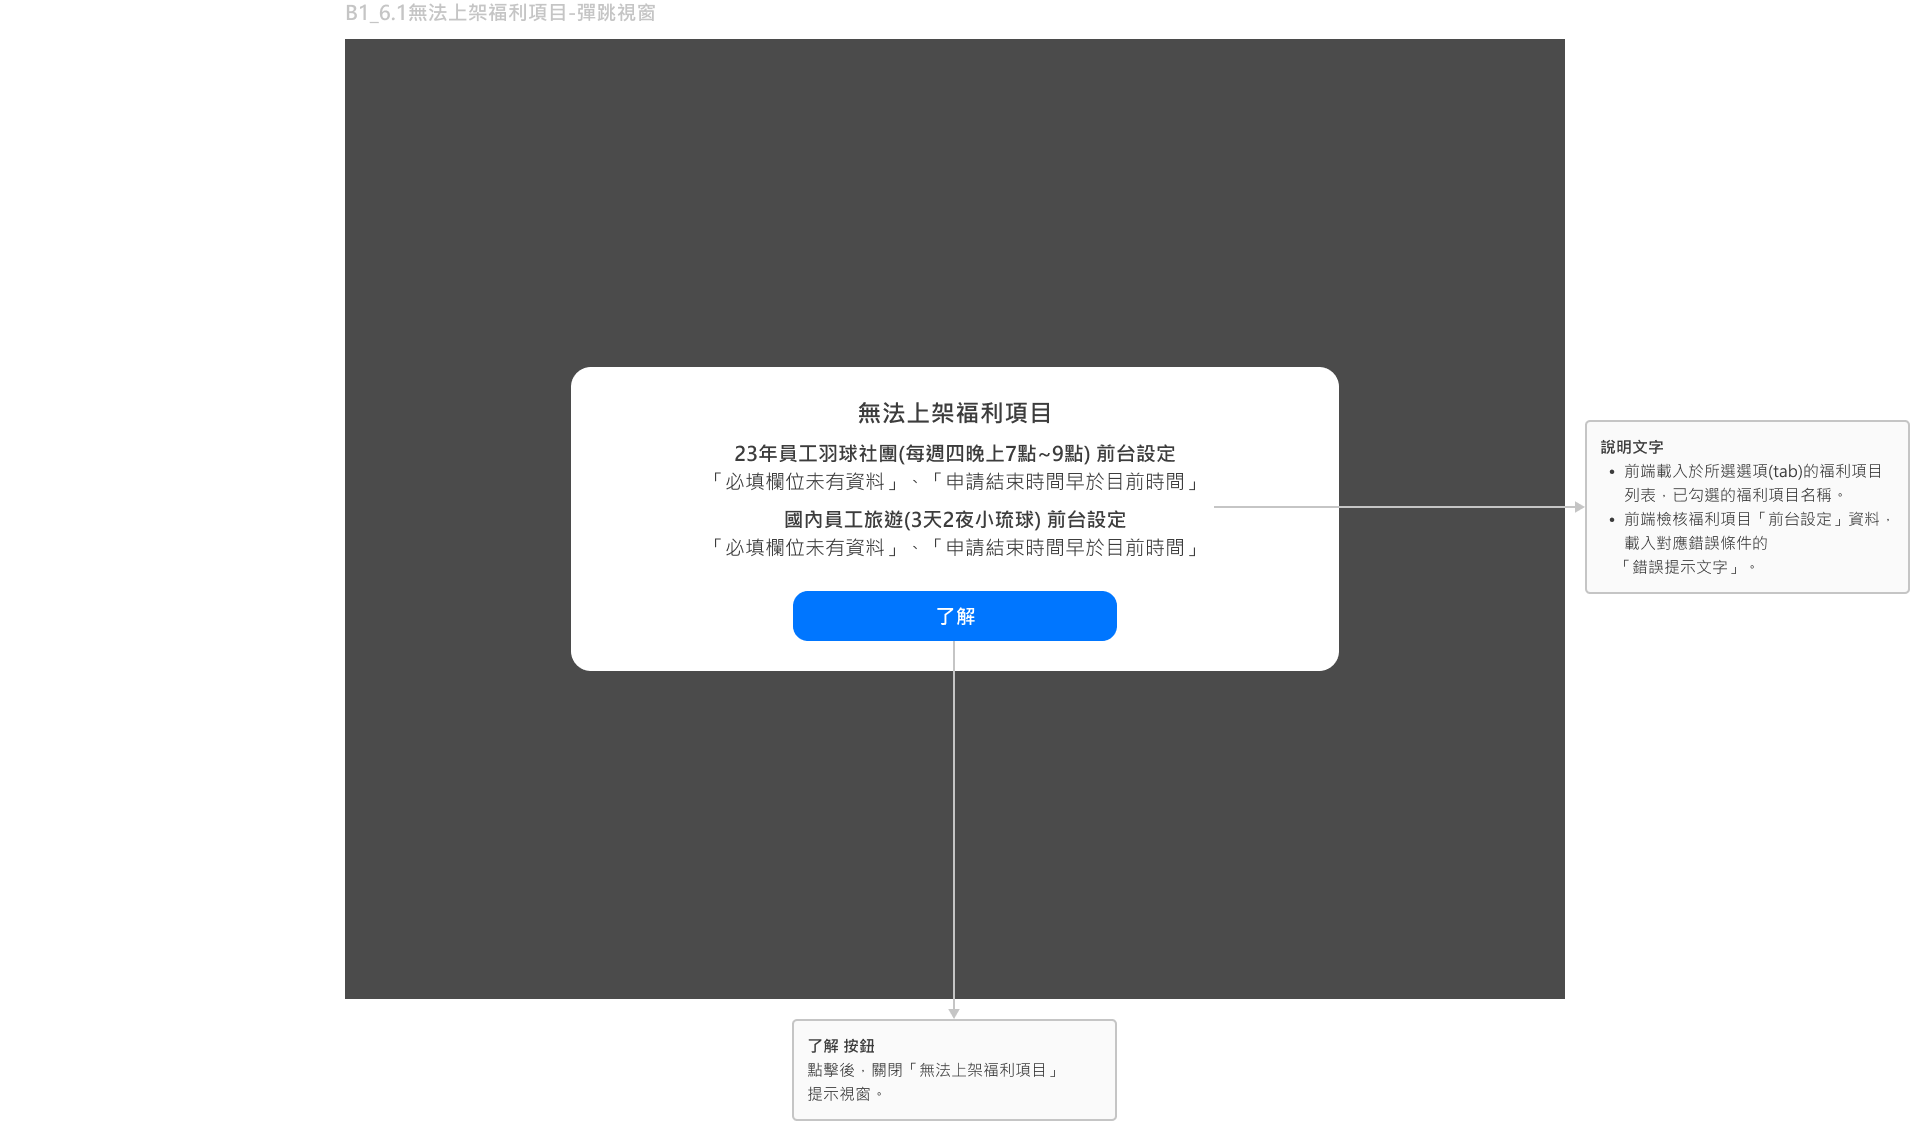 B1_6.1無法上架福利項目-彈跳視窗
無法上架福利項目
23年員工羽球社團(每週四晚上7點~9點) 前台設定
「必填欄位未有資料」、「申請結束時間早於目前時間」
國內員工旅遊(3天2夜小琉球) 前台設定
「必填欄位未有資料」、「申請結束時間早於目前時間」
了解
說明文字
• 前端載入於所選選項(tab)的福利項目
列表，已勾選的福利項目名稱。
• 前端檢核福利項目「前台設定」資料，
載入對應錯誤條件的
「錯誤提示文字」。
了解 按鈕
點擊後，關閉「無法上架福利項目」
提示視窗。